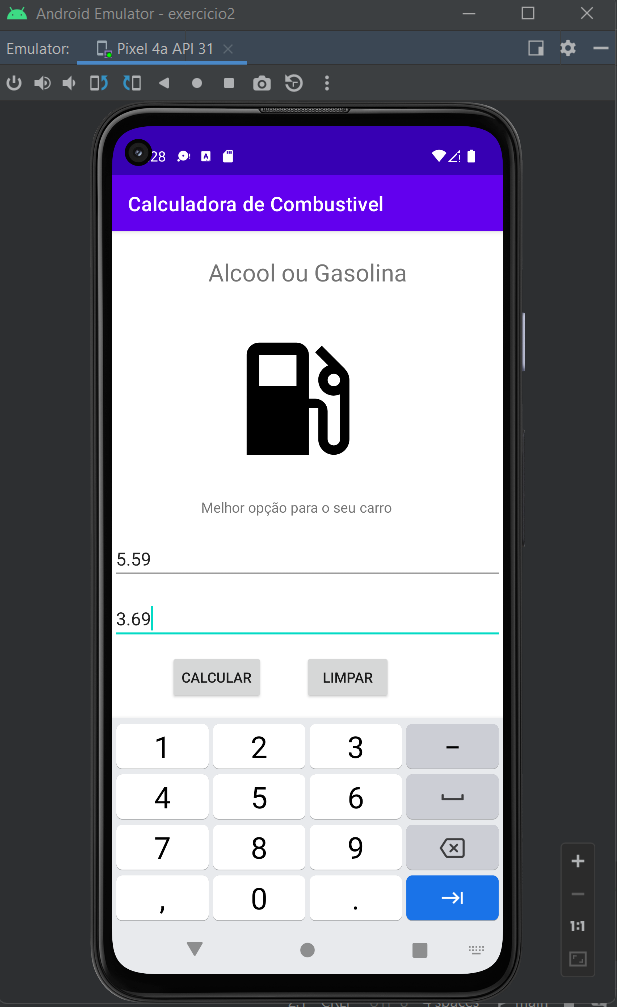 Android Emulator - exercicio2
Emulator: Pixel 4a API 31
28
Calculadora de Combustivel
Alcool ou Gasolina
Melhor opção para o seu carro
5.59
3.69
CALCULAR LIMPAR
1 2 3 −
4 5 6
7 8 9
, 0 .
1:1